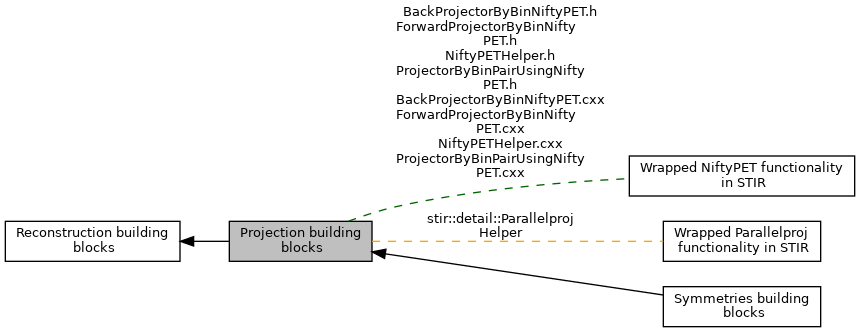 BackProjectorByBinNiftyPET.h
ForwardProjectorByBinNifty
PET.h
NiftyPETHelper.h
ProjectorByBinPairUsingNifty
PET.h
BackProjectorByBinNiftyPET.cxx
ForwardProjectorByBinNifty
PET.cxx
NiftyPETHelper.cxx
ProjectorByBinPairUsingNifty
PET.cxx
Wrapped NiftyPET functionality
in STIR
stir::detail::Parallelproj
Helper
Reconstruction building
blocks
Projection building
blocks
Wrapped Parallelproj
functionality in STIR
Symmetries building
blocks